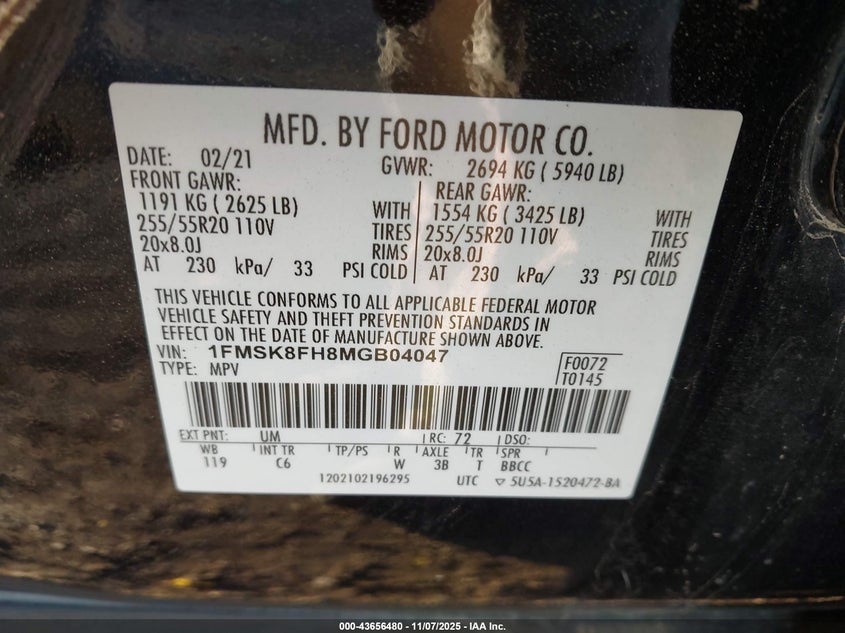 MFD. BY FORD MOTOR CO.
DATE: 02/21 GVWR: 2694 KG ( 5940 LB)
FRONT GAWR: REAR GAWR:
1191 KG ( 2625 LB) WITH 1554 KG ( 3425 LB) WITH
255/55R20 110V TIRES 255/55R20 110V TIRES
20x8.0J RIMS 20x8.0J RIMS
AT 230 kPa/ 33 PSI COLD AT 230 kPa/ 33 PSI COLD
THIS VEHICLE CONFORMS TO ALL APPLICABLE FEDERAL MOTOR
VEHICLE SAFETY AND THEFT PREVENTION STANDARDS IN
EFFECT ON THE DATE OF MANUFACTURE SHOWN ABOVE.
VIN: 1FMSK8FH8MGB04047 F0072
TYPE: MPV T0145
EXT PNT: UM RC: 72 DSO:
WB INT TR TP/PS R AXLE TR SPR
119 C6 W 3B T BBCC
1202102196295 UTC ▽ 5U5A-1520472-BA
000-43656480 - 11/07/2025 - IAA Inc.